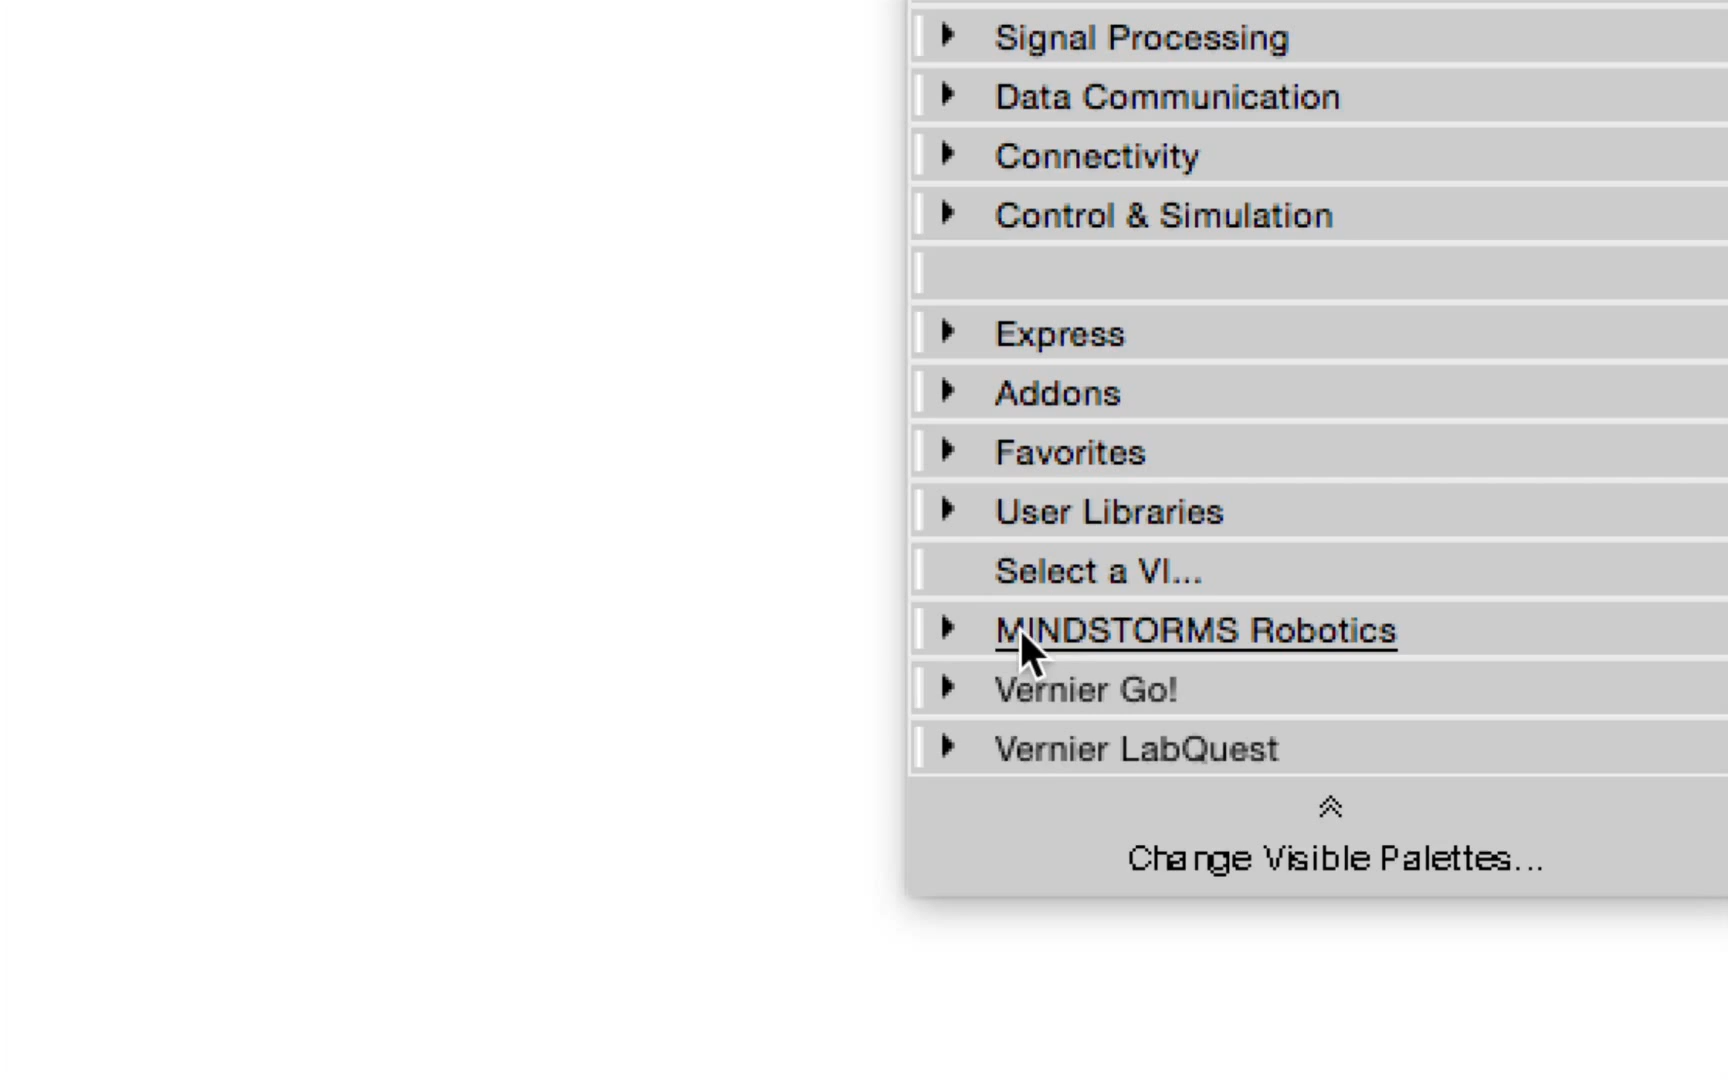 Signal Processing
Data Communication
Connectivity
Control & Simulation
Express
Addons
Favorites
User Libraries
Select a VI...
MINDSTORMS Robotics
Vernier Go!
Vernier LabQuest
Change Visible Palettes...